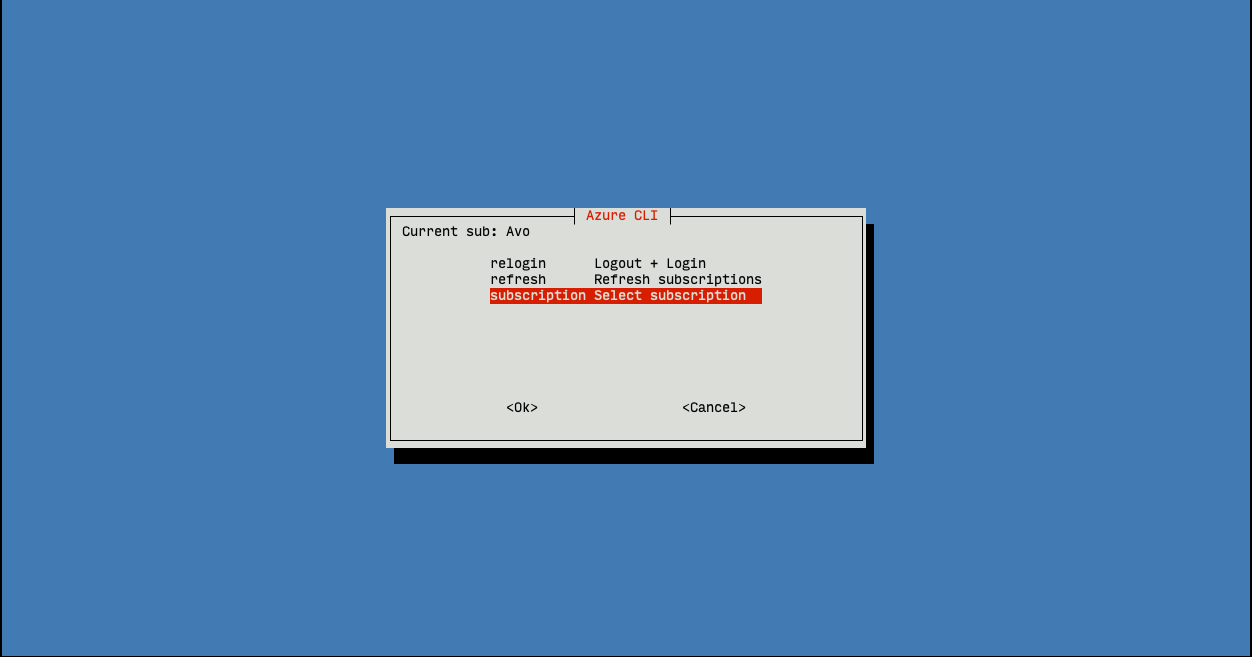 Azure CLI
Current sub: Avo
relogin Logout + Login
refresh Refresh subscriptions
subscription Select subscription
<Ok> <Cancel>